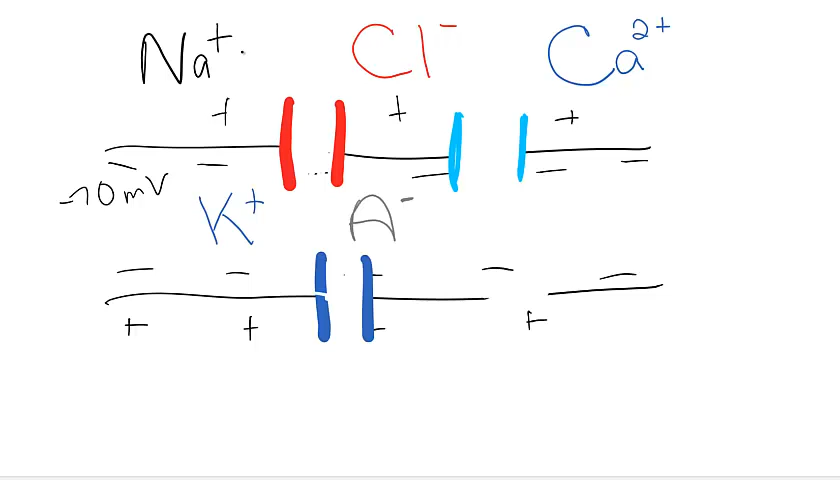 Na⁺ Cl⁻ Ca²⁺
+ + +
-70mV
K⁺ A⁻
+ + +